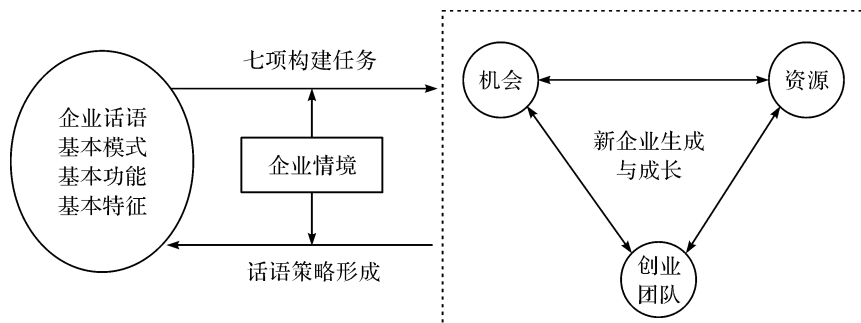 七项构建任务
企业话语
基本模式
基本功能
基本特征
企业情境
话语策略形成
机会
资源
新企业生成
与成长
创业
团队